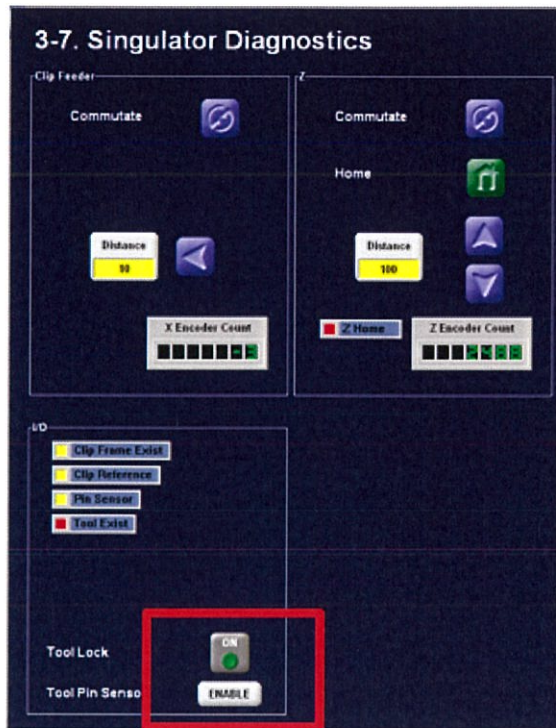 3-7. Singulator Diagnostics
Clip Feeder
Commutate
Distance
X Encoder Count
Z
Commutate
Home
Distance
100
Z Home
Z Encoder Count
I/O
Clip Frame Exist
Clip Reference
Pin Sensor
Tool Exist
Tool Lock
ON
Tool Pin Senso
ENABLE